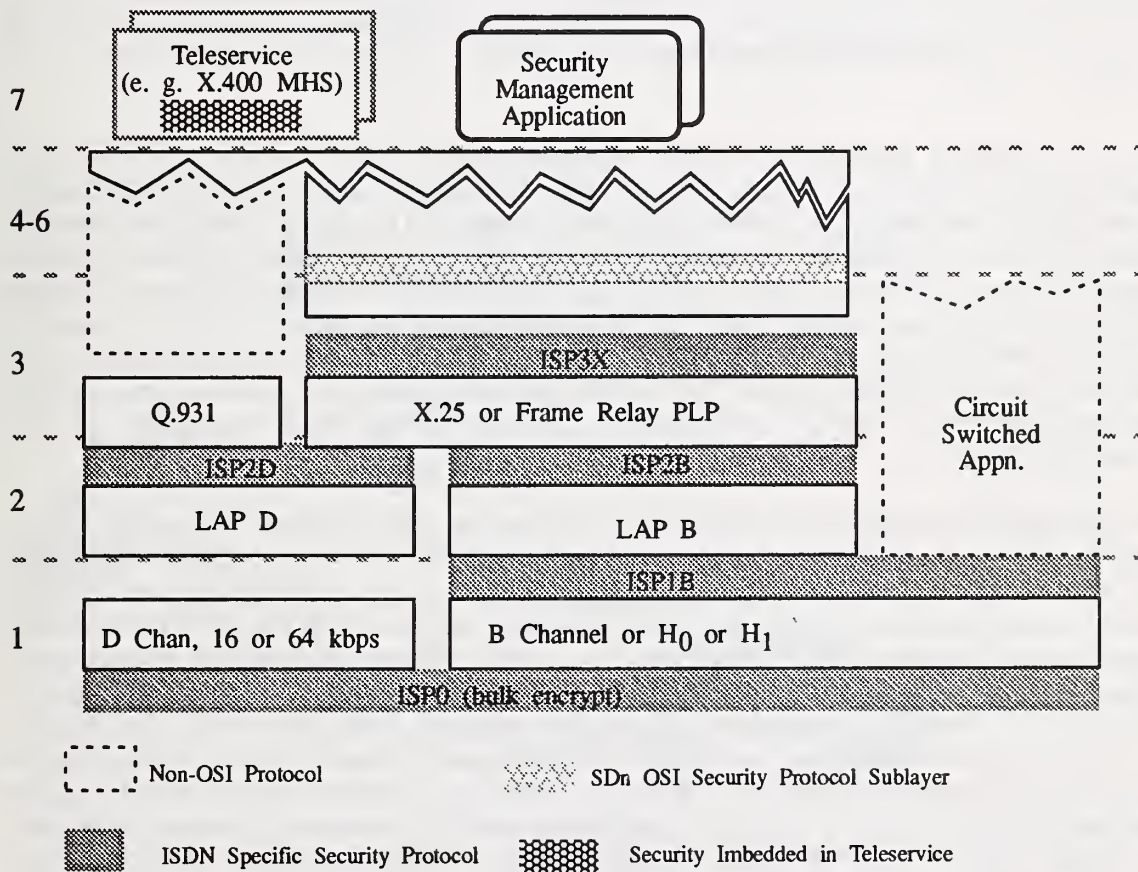 Teleservice
(e. g. X.400 MHS)
Security
Management
Application
7
4-6
3
ISP3X
Q.931
X.25 or Frame Relay PLP
Circuit
Switched
Appn.
ISP2D
ISP2B
2
LAP D
LAP B
ISP1B
1
D Chan, 16 or 64 kbps
B Channel or H0 or H1
ISP0 (bulk encrypt)
Non-OSI Protocol
SDn OSI Security Protocol Sublayer
ISDN Specific Security Protocol
Security Imbedded in Teleservice